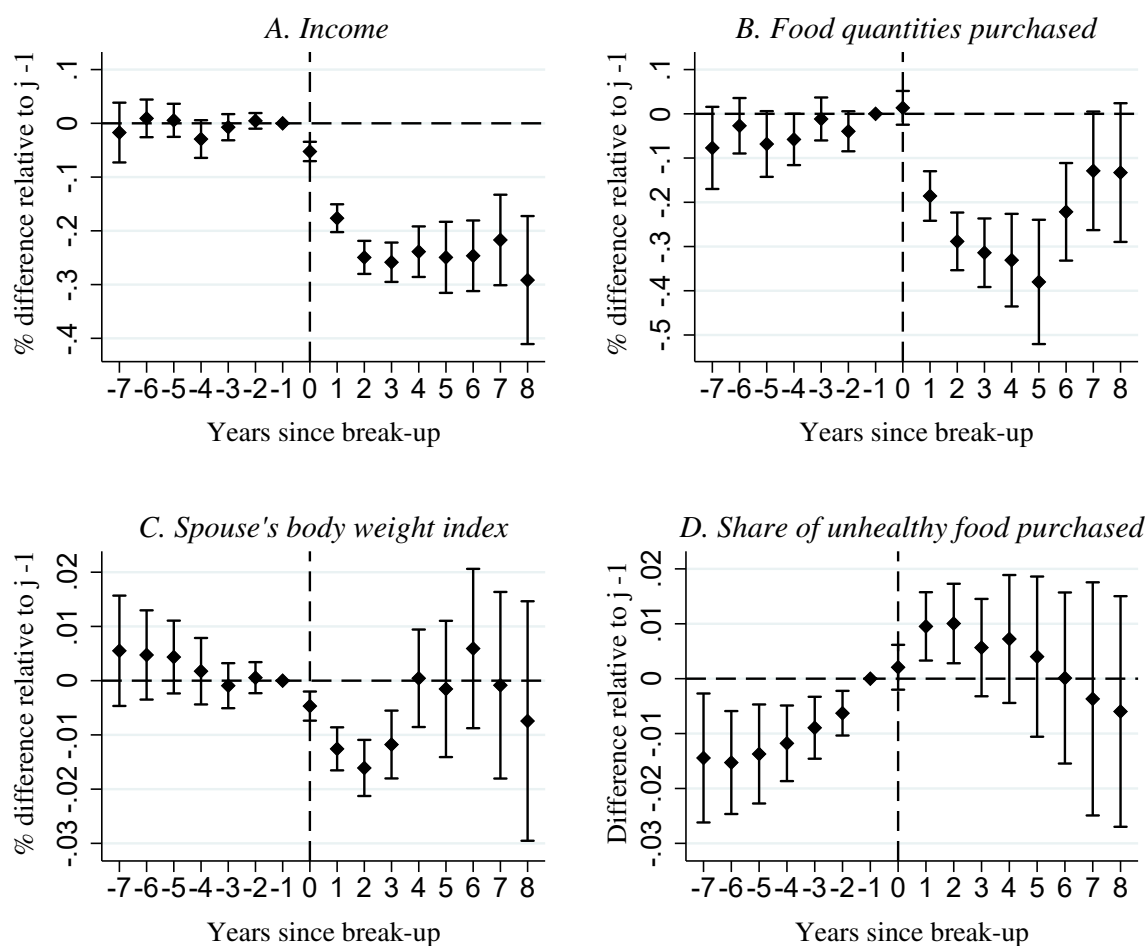 A. Income
% difference relative to j -1
.1
0
-.1
-.2
-.3
-.4
-7 -6 -5 -4 -3 -2 -1 0 1 2 3 4 5 6 7 8
Years since break-up
B. Food quantities purchased
% difference relative to j -1
.1
0
-.1
-.2
-.3
-.4
-.5
-7 -6 -5 -4 -3 -2 -1 0 1 2 3 4 5 6 7 8
Years since break-up
C. Spouse's body weight index
% difference relative to j -1
.02
.01
0
-.01
-.02
-.03
-7 -6 -5 -4 -3 -2 -1 0 1 2 3 4 5 6 7 8
Years since break-up
D. Share of unhealthy food purchased
Difference relative to j -1
.02
.01
0
-.01
-.02
-.03
-7 -6 -5 -4 -3 -2 -1 0 1 2 3 4 5 6 7 8
Years since break-up